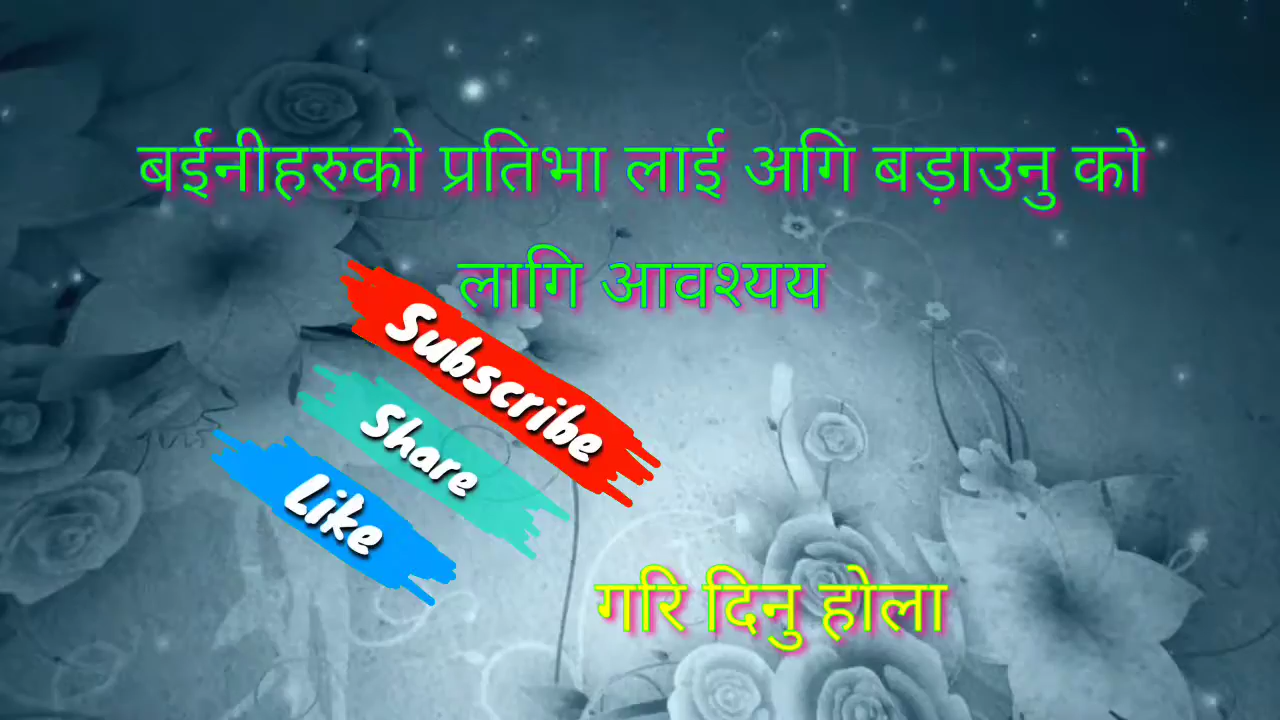 बईनीहरुको प्रतिभा लाई अगि बड़ाउनु को
लागि आवश्यय
Subscribe
Share
Like
गरि दिनु होला